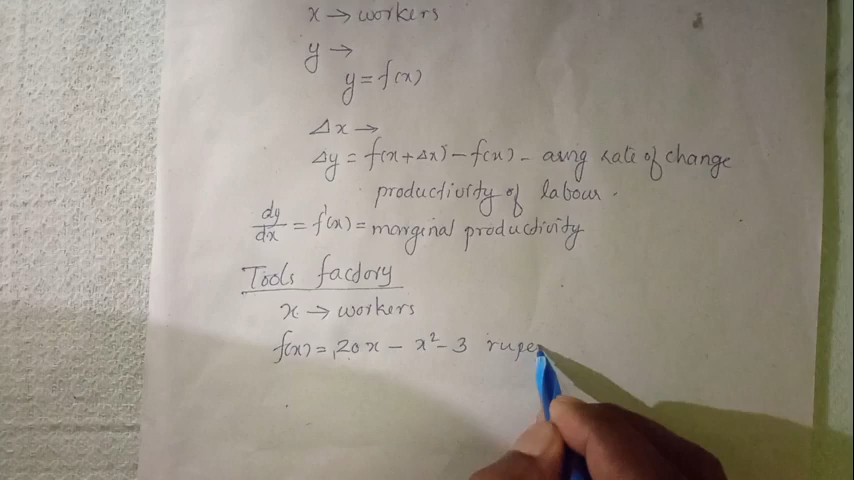 x → workers
y →
y = f(x)
Δx →
Δy = f(x + Δx) - f(x) - avrg rate of change
productivity of labour.
dy/dx = f'(x) = marginal productivity
Tools factory
x → workers
f(x) = 20x - x² - 3 rupe